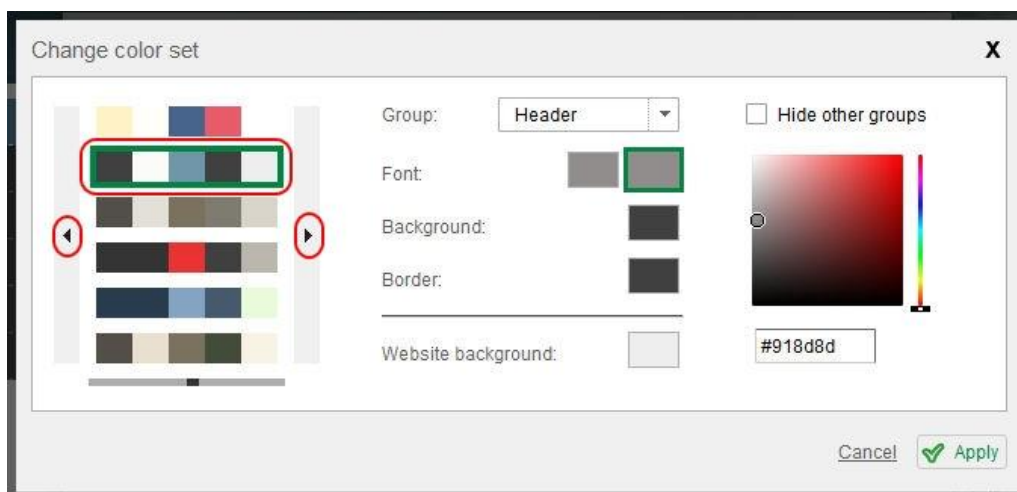 Change color set
X
Group:
Header
Hide other groups
Font:
Background:
Border:
Website background:
#918d8d
Cancel
Apply